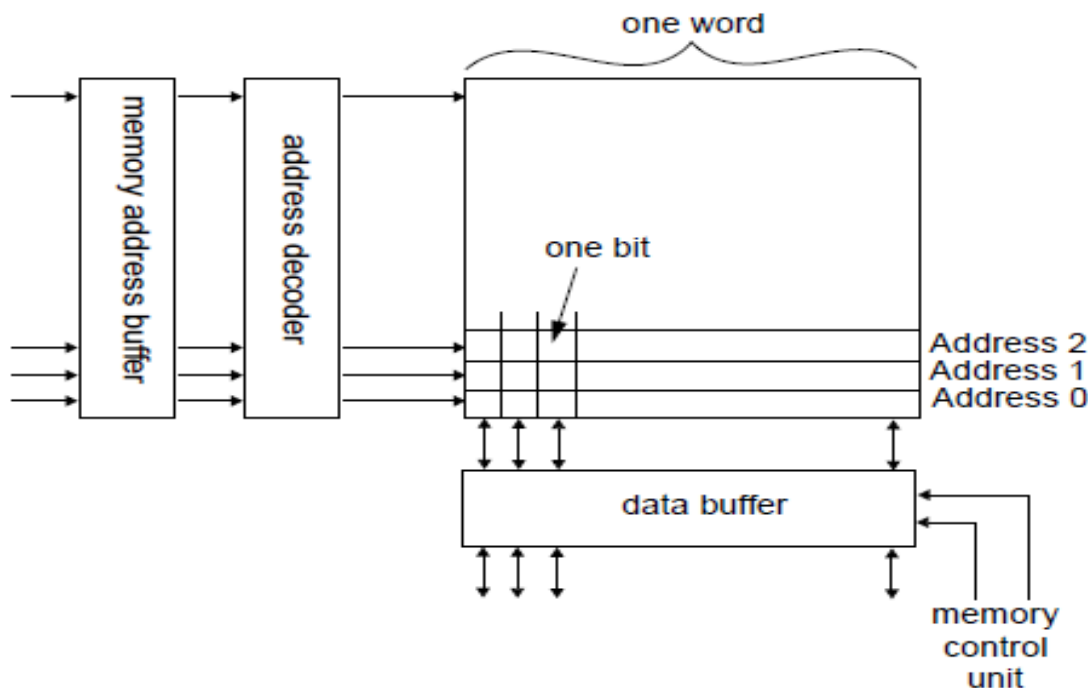 one word
memory address buffer
address decoder
one bit
Address 2
Address 1
Address 0
data buffer
memory
control
unit